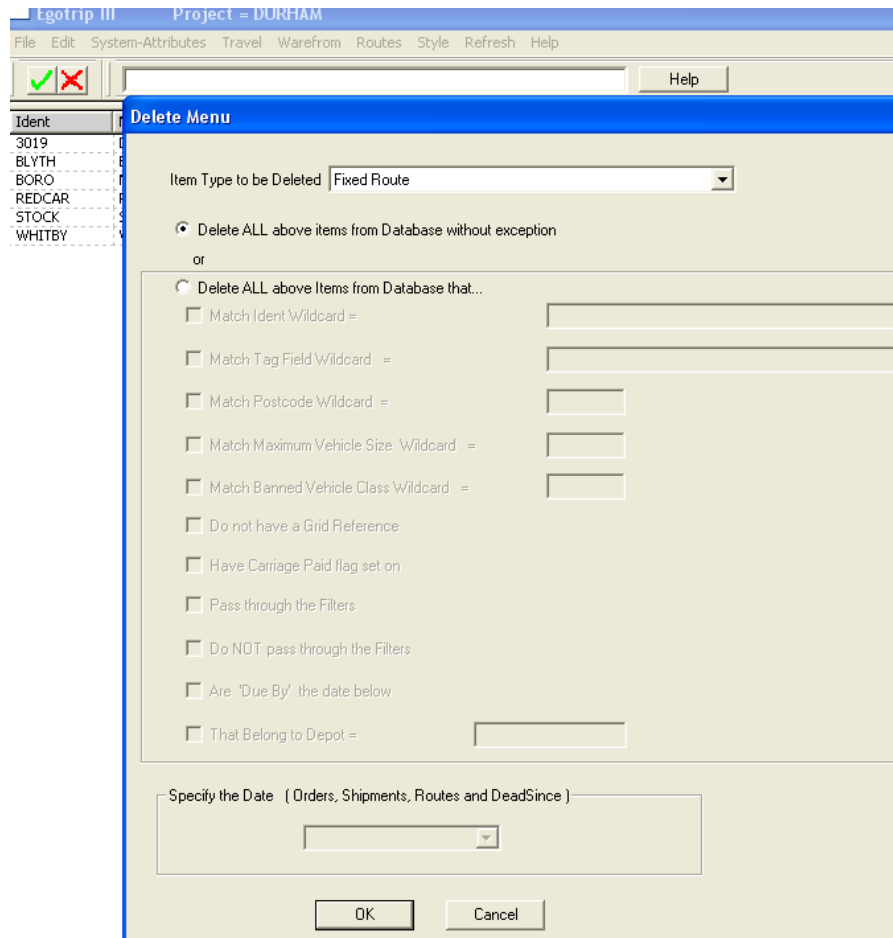 Egotrip III Project = DURHAM
File Edit System-Attributes Travel Warefrom Routes Style Refresh Help
Help
Ident
Delete Menu
3019
BLYTH
BORO
REDCAR
STOCK
WHITBY
Item Type to be Deleted Fixed Route
Delete ALL above items from Database without exception
or
Delete ALL above Items from Database that...
Match Ident Wildcard =
Match Tag Field Wildcard =
Match Postcode Wildcard =
Match Maximum Vehicle Size Wildcard =
Match Banned Vehicle Class Wildcard =
Do not have a Grid Reference
Have Carriage Paid flag set on
Pass through the Filters
Do NOT pass through the Filters
Are 'Due By' the date below
That Belong to Depot =
Specify the Date ( Orders, Shipments, Routes and DeadSince )
OK Cancel